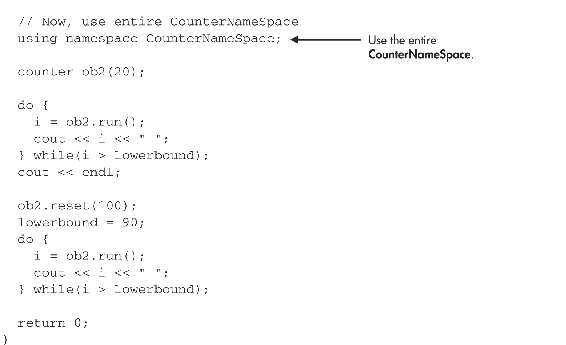 // Now, use entire CounterNameSpace
using namespace CounterNameSpace;
Use the entire
CounterNameSpace.
counter ob2(20);
do {
i = ob2.run();
cout << i << " ";
} while(i > lowerbound);
cout << endl;
ob2.reset(100);
lowerbound = 90;
do {
i = ob2.run();
cout << i << " ";
} while(i > lowerbound);
return 0;
}